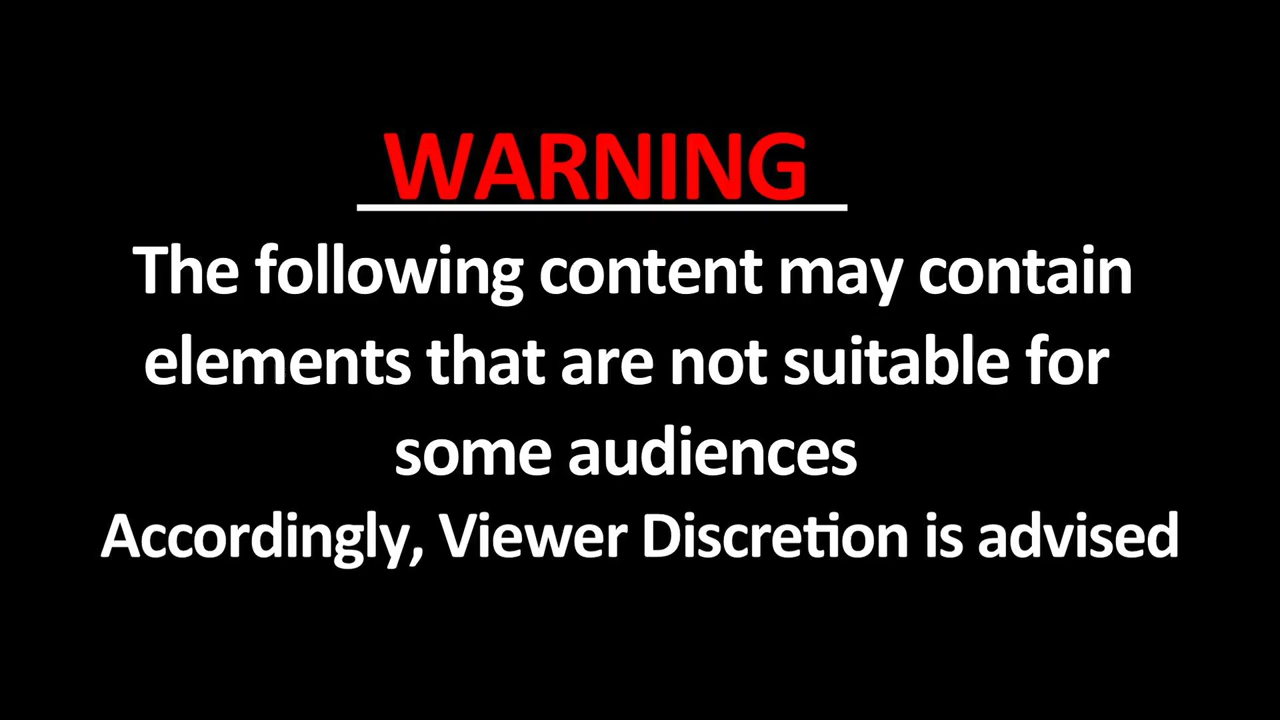 WARNING
The following content may contain
elements that are not suitable for
some audiences
Accordingly, Viewer Discretion is advised